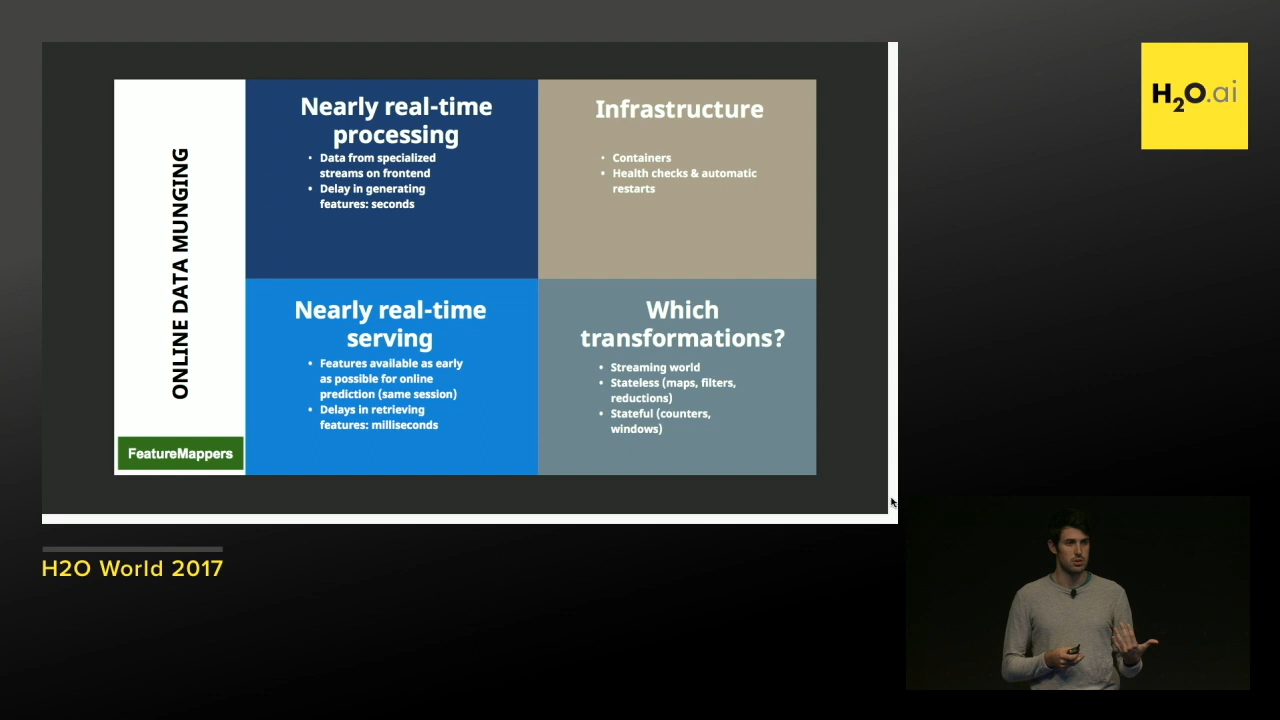 H2O.ai
ONLINE DATA MUNGING
FeatureMappers
Nearly real-time
processing
• Data from specialized
streams on frontend
• Delay in generating
features: seconds
Infrastructure
• Containers
• Health checks & automatic
restarts
Nearly real-time
serving
• Features available as early
as possible for online
prediction (same session)
• Delays in retrieving
features: milliseconds
Which
transformations?
• Streaming world
• Stateless (maps, filters,
reductions)
• Stateful (counters,
windows)
H2O World 2017